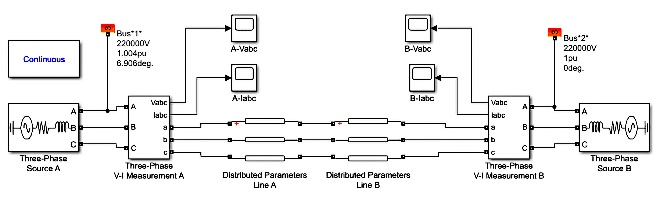 Bus*1*
220000V
1.004pu
6.906deg.
A-Vabc
B-Vabc
Bus*2*
220000V
1pu
0deg.
Continuous
A-Iabc
B-Iabc
A
B
C
A
B
C
Vabc
Iabc
a
b
c
Vabc
Iabc
a
b
c
A
B
C
A
B
C
Three-Phase
Source A
Three-Phase
V-I Measurement A
Distributed Parameters
Line A
Distributed Parameters
Line B
Three-Phase
V-I Measurement B
Three-Phase
Source B